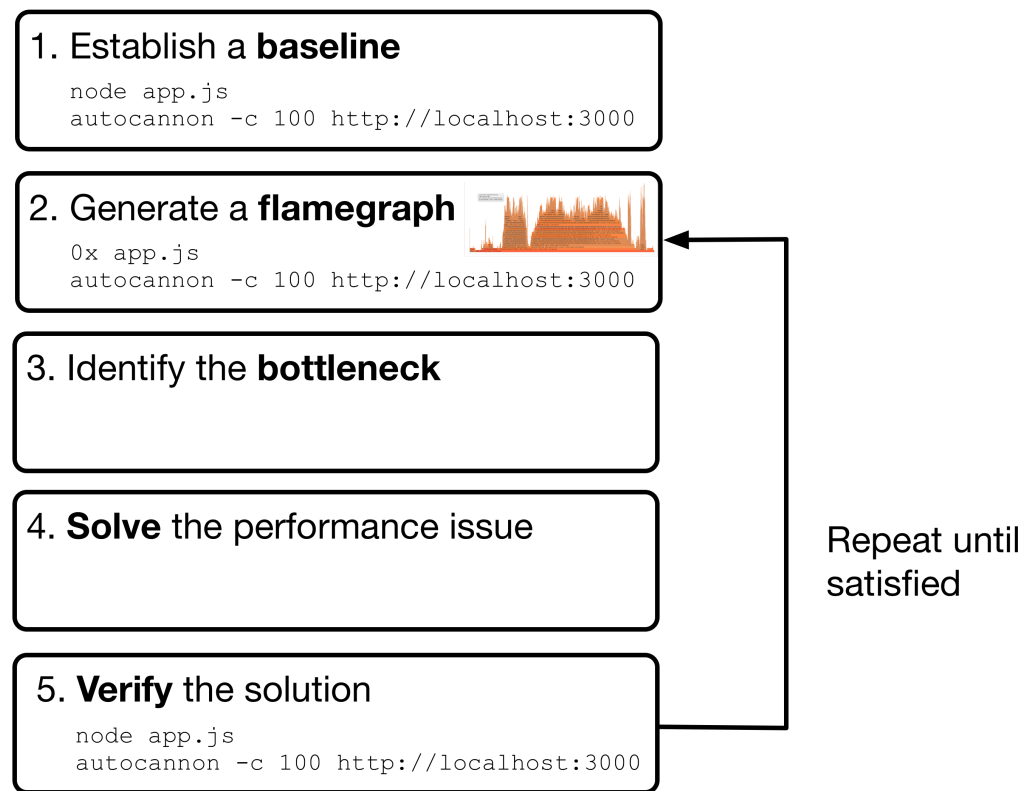 1. Establish a baseline
node app.js
autocannon -c 100 http://localhost:3000
2. Generate a flamegraph
0x app.js
autocannon -c 100 http://localhost:3000
3. Identify the bottleneck
4. Solve the performance issue
Repeat until
satisfied
5. Verify the solution
node app.js
autocannon -c 100 http://localhost:3000